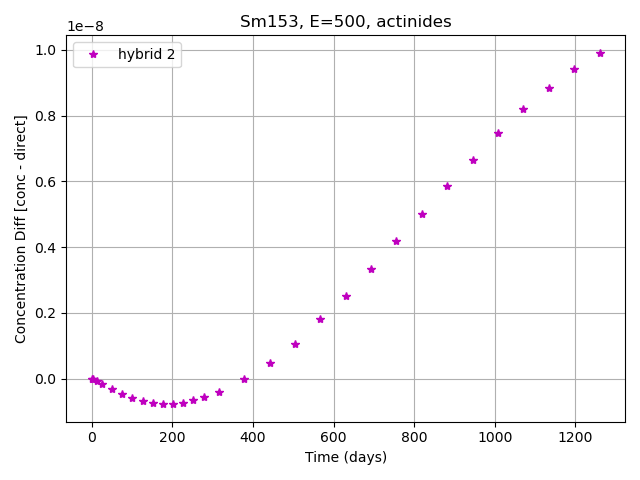 Sm153, E=500, actinides
1e−8
hybrid 2
1.0
0.8
0.6
0.4
0.2
0.0
Concentration Diff [conc - direct]
0 200 400 600 800 1000 1200
Time (days)